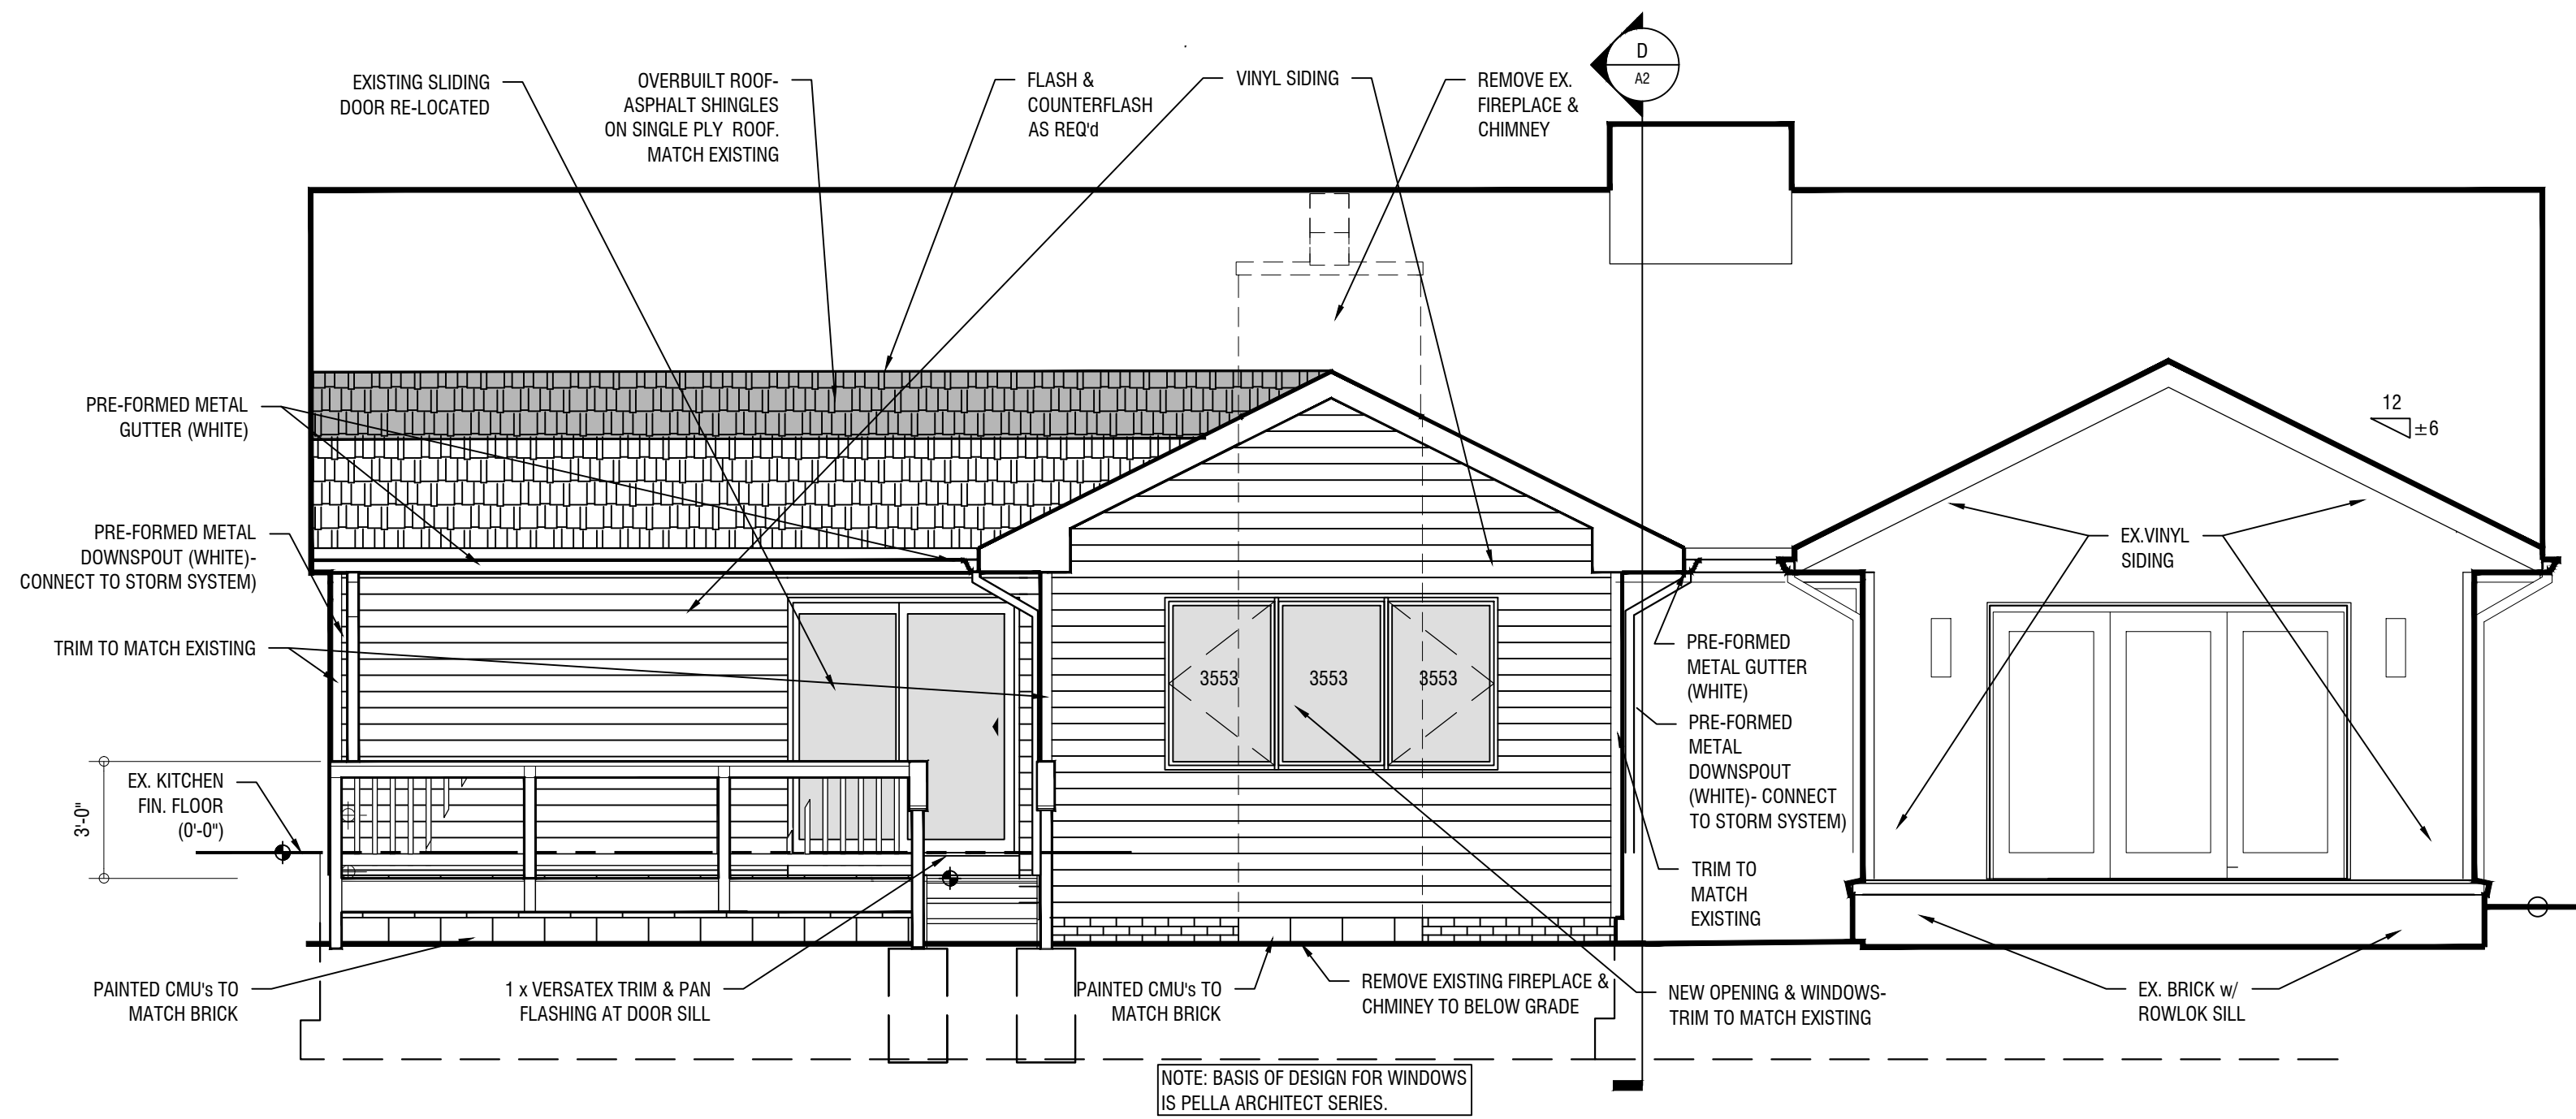 D
A2
EXISTING SLIDING
DOOR RE-LOCATED
OVERBUILT ROOF-
ASPHALT SHINGLES
ON SINGLE PLY ROOF.
MATCH EXISTING
FLASH &
COUNTERFLASH
AS REQ'd
VINYL SIDING
REMOVE EX.
FIREPLACE &
CHIMNEY
PRE-FORMED METAL
GUTTER (WHITE)
12
±6
PRE-FORMED METAL
DOWNSPOUT (WHITE)-
CONNECT TO STORM SYSTEM)
EX.VINYL
SIDING
TRIM TO MATCH EXISTING
3553
3553
3553
PRE-FORMED
METAL GUTTER
(WHITE)
PRE-FORMED
METAL
DOWNSPOUT
(WHITE)- CONNECT
TO STORM SYSTEM)
3'-0"
EX. KITCHEN
FIN. FLOOR
(0'-0")
TRIM TO
MATCH
EXISTING
PAINTED CMU's TO
MATCH BRICK
1 x VERSATEX TRIM & PAN
FLASHING AT DOOR SILL
PAINTED CMU's TO
MATCH BRICK
REMOVE EXISTING FIREPLACE &
CHMINEY TO BELOW GRADE
NEW OPENING & WINDOWS-
TRIM TO MATCH EXISTING
EX. BRICK w/
ROWLOK SILL
NOTE: BASIS OF DESIGN FOR WINDOWS
IS PELLA ARCHITECT SERIES.